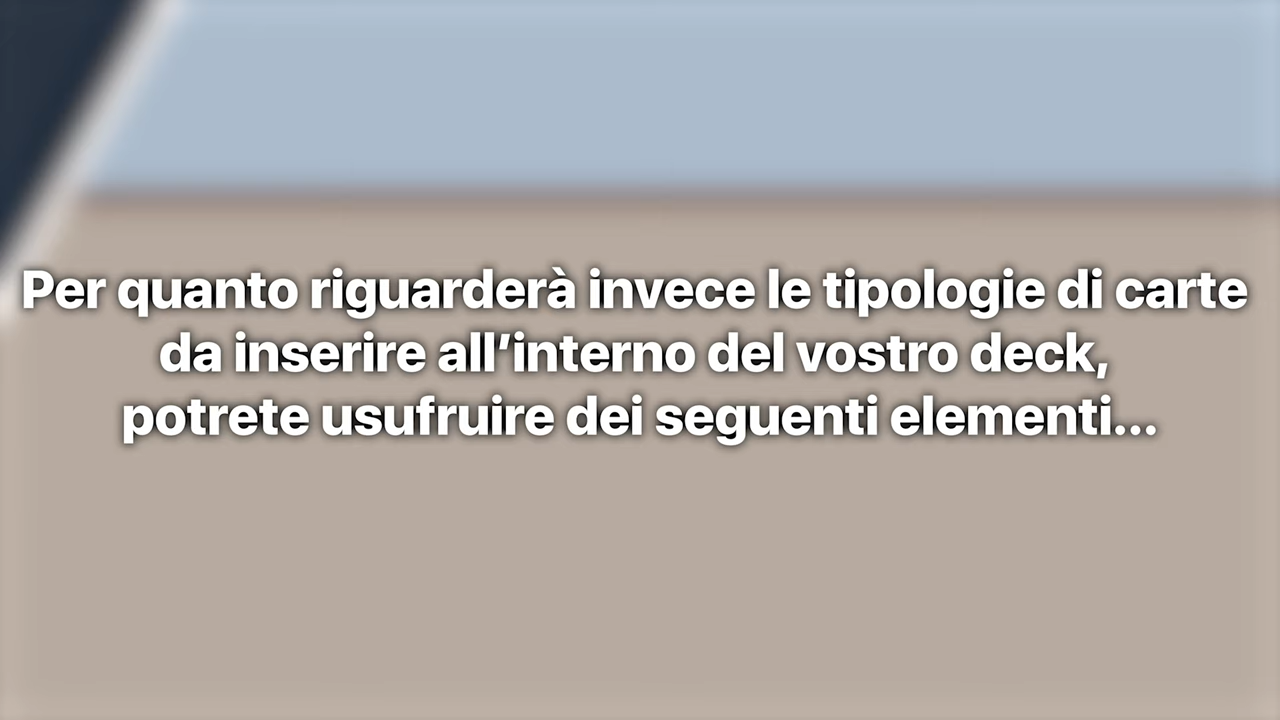 Per quanto riguarderà invece le tipologie di carte
da inserire all’interno del vostro deck,
potrete usufruire dei seguenti elementi...